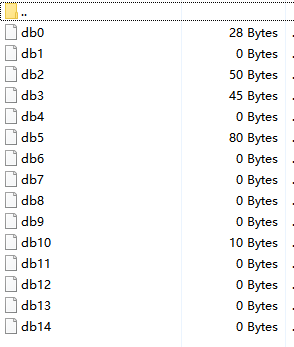 ..
db0 28 Bytes .
db1 0 Bytes
db2 50 Bytes .
db3 45 Bytes .
db4 0 Bytes .
db5 80 Bytes .
db6 0 Bytes .
db7 0 Bytes .
db8 0 Bytes .
db9 0 Bytes .
db10 10 Bytes .
db11 0 Bytes .
db12 0 Bytes .
db13 0 Bytes .
db14 0 Bytes .